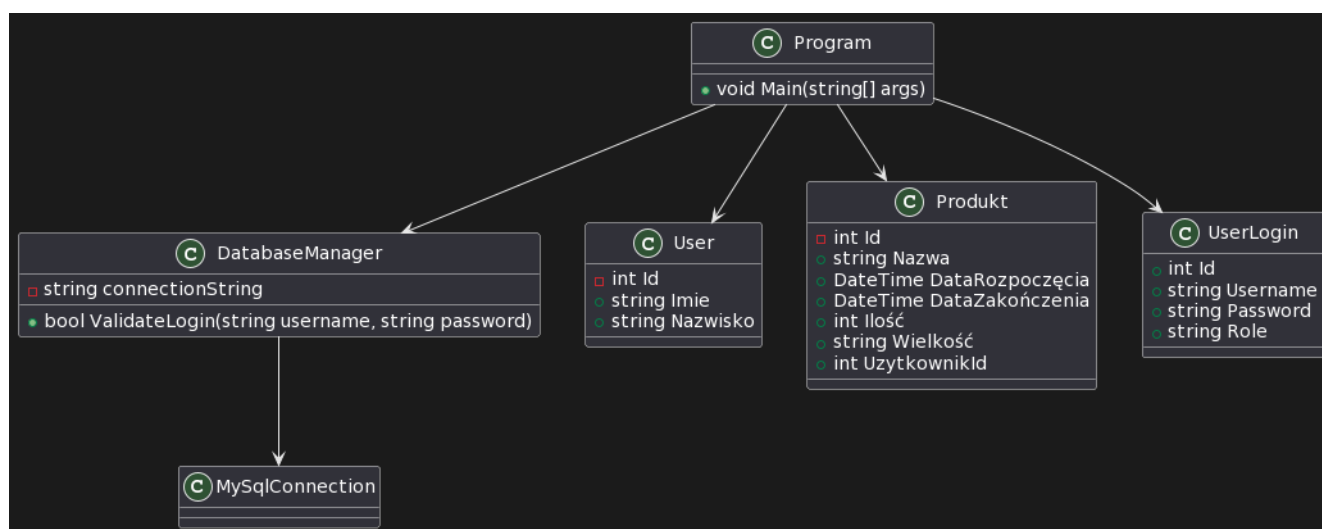 C Program
void Main(string[] args)
C DatabaseManager
string connectionString
bool ValidateLogin(string username, string password)
C User
int Id
string Imie
string Nazwisko
C Produkt
int Id
string Nazwa
DateTime DataRozpoczęcia
DateTime DataZakończenia
int Ilość
string Wielkość
int UzytkownikId
C UserLogin
int Id
string Username
string Password
string Role
C MySqlConnection